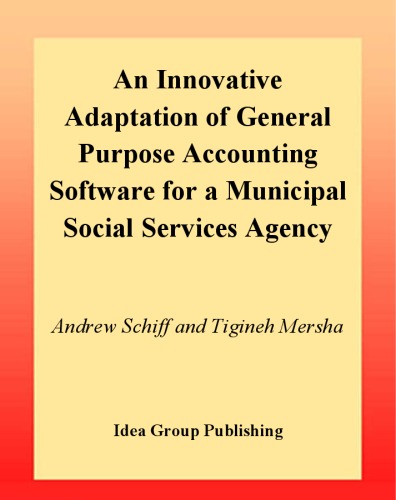 An Innovative
Adaptation of General
Purpose Accounting
Software for a Municipal
Social Services Agency
Andrew Schiff and Tigineh Mersha
Idea Group Publishing